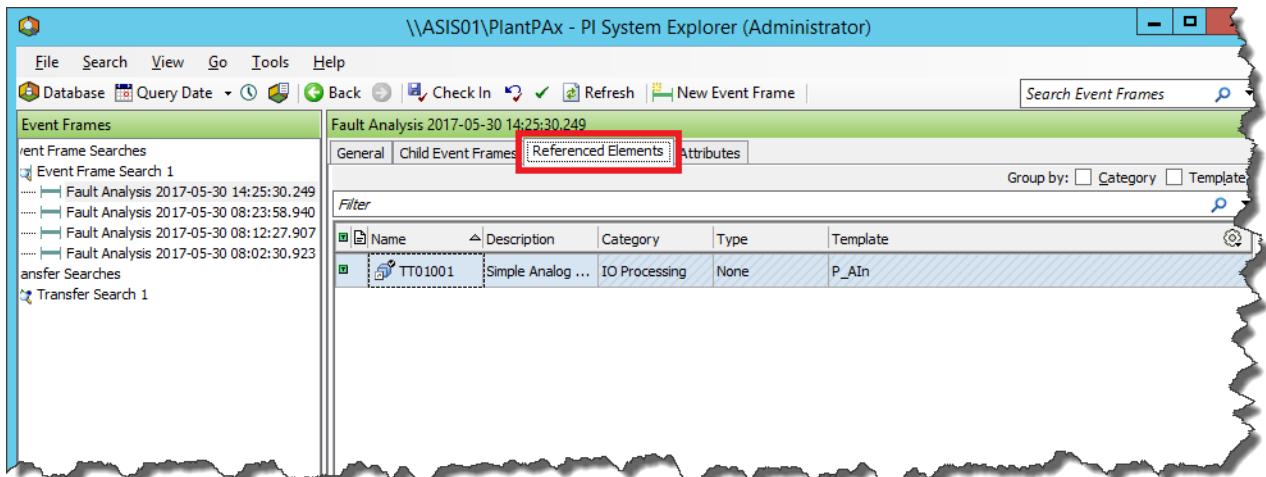 \\ASIS01\PlantPAx - PI System Explorer (Administrator)
File Search View Go Tools Help
Database Query Date Back Check In Refresh New Event Frame Search Event Frames
Event Frames
Fault Analysis 2017-05-30 14:25:30.249
vent Frame Searches
Event Frame Search 1
Fault Analysis 2017-05-30 14:25:30.249
Fault Analysis 2017-05-30 08:23:58.940
Fault Analysis 2017-05-30 08:12:27.907
Fault Analysis 2017-05-30 08:02:30.923
ansfer Searches
Transfer Search 1
General Child Event Frames Referenced Elements Attributes
Group by: Category Template
Filter
Name Description Category Type Template
TT01001 Simple Analog ... IO Processing None P_AIn